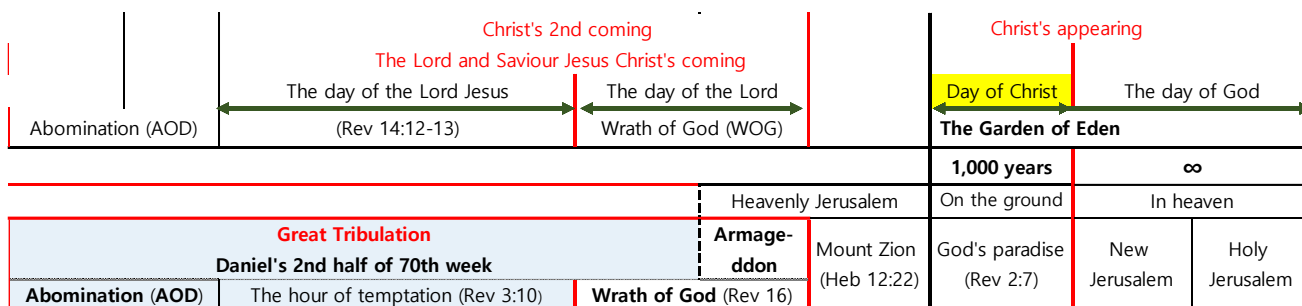 Christ's 2nd coming
Christ's appearing
The Lord and Saviour Jesus Christ's coming
The day of the Lord Jesus
The day of the Lord
Day of Christ
The day of God
Abomination (AOD)
(Rev 14:12-13)
Wrath of God (WOG)
The Garden of Eden
1,000 years
∞
Heavenly Jerusalem
On the ground
In heaven
Great Tribulation
Daniel's 2nd half of 70th week
Armage-
ddon
Mount Zion
(Heb 12:22)
God's paradise
(Rev 2:7)
New
Jerusalem
Holy
Jerusalem
Abomination (AOD)
The hour of temptation (Rev 3:10)
Wrath of God (Rev 16)